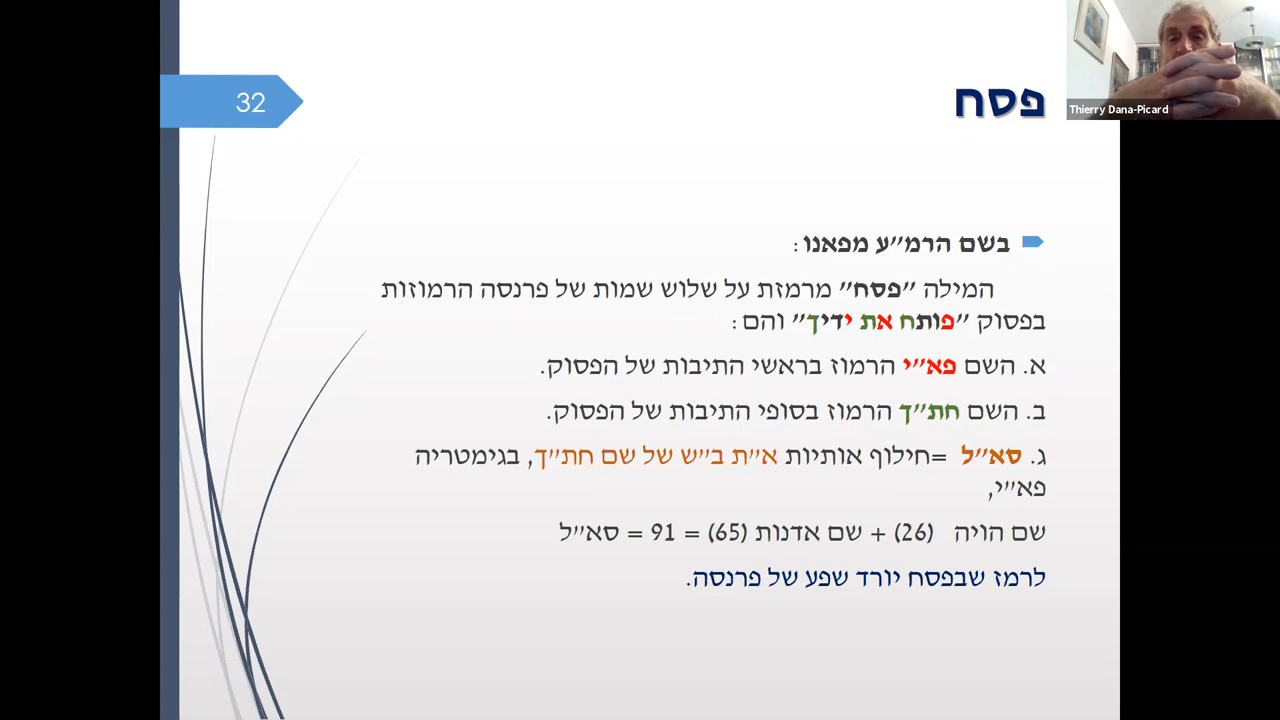 32
פסח
Thierry Dana-Picard
בשם הרמ"ע מפאנו :
המילה "פסח" מרמזת על שלוש שמות של פרנסה הרמוזות
בפסוק "פותח את ידיך" והם :
א. השם פא"י הרמוז בראשי התיבות של הפסוק.
ב. השם חת"ך הרמוז בסופי התיבות של הפסוק.
ג. סא"ל =חילוף אותיות א"ת ב"ש של שם חת"ך, בגימטריה
פא"י,
שם הויה (26) + שם אדנות (65) = 91 = סא"ל
לרמז שבפסח יורד שפע של פרנסה.